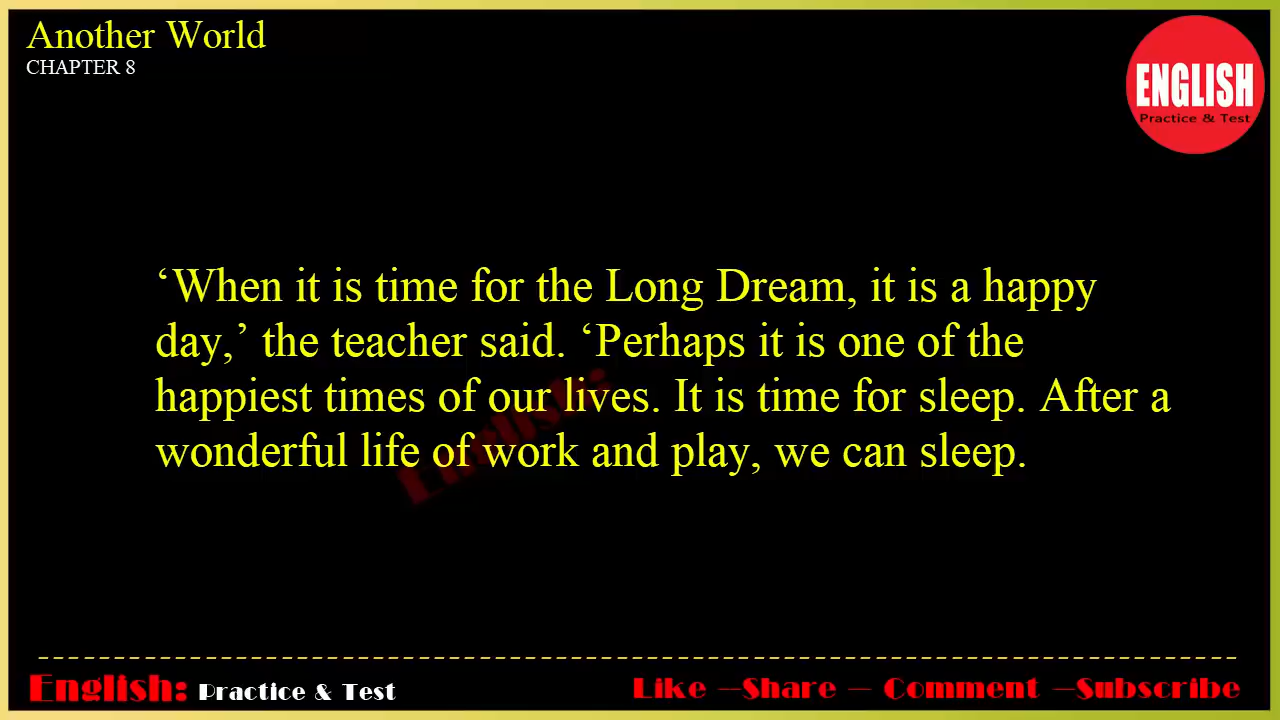 Another World
CHAPTER 8
ENGLISH
Practice & Test
‘When it is time for the Long Dream, it is a happy
day,’ the teacher said. ‘Perhaps it is one of the
happiest times of our lives. It is time for sleep. After a
wonderful life of work and play, we can sleep.
English:
English: Practice & Test
Like —Share — Comment —Subscribe